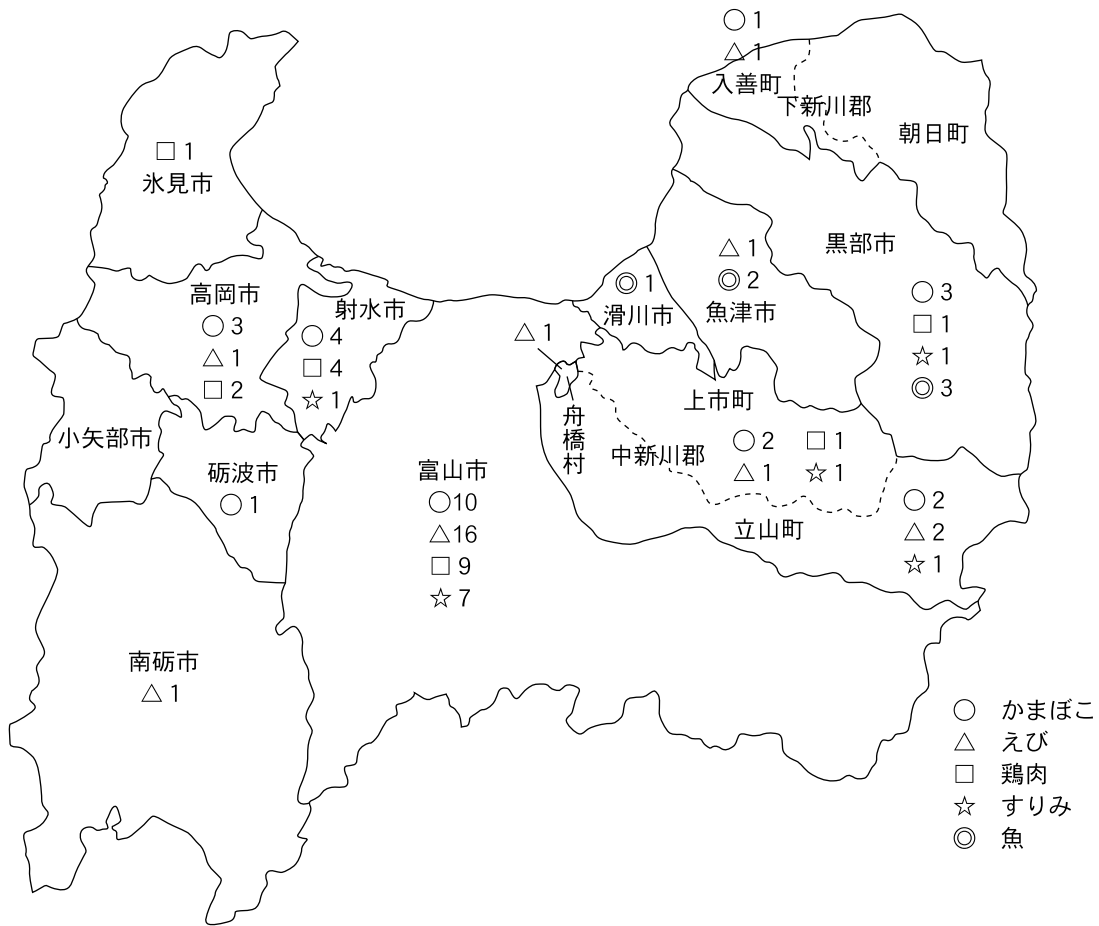 ○ 1
△ 1
入善町
下新川郡
朝日町
□ 1
氷見市
黒部市
○ 3
□ 1
☆ 1
◎ 3
△ 1
◎ 2
魚津市
◎ 1
滑川市
高岡市
○ 3
△ 1
□ 2
射水市
○ 4
□ 4
☆ 1
△ 1
舟橋村
上市町
○ 2
△ 1
□ 1
☆ 1
中新川郡
小矢部市
砺波市
○ 1
富山市
○10
△16
□ 9
☆ 7
立山町
○ 2
△ 2
☆ 1
南砺市
△ 1
○ かまぼこ
△ えび
□ 鶏肉
☆ すりみ
◎ 魚